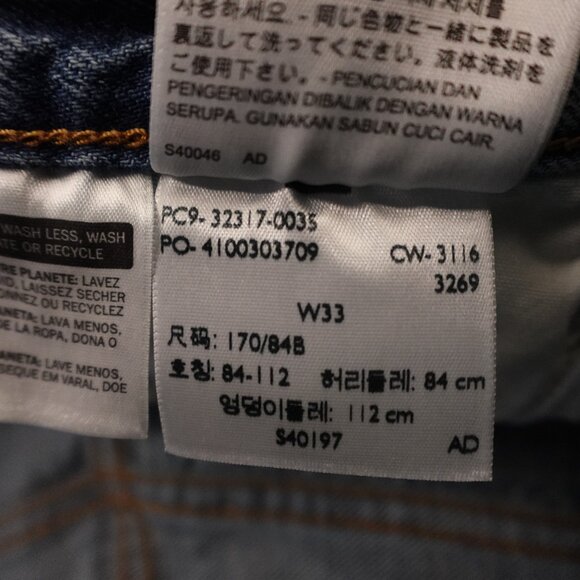 사용하세요.
同じ色物と一緒に製品を
裏返して洗ってください。液体洗剤を
ご使用下さい。- PENCUCIAN DAN
PENGERINGAN DIBALIK DENGAN WARNA
SERUPA. GUNAKAN SABUN CUCI CAIR.
S40046 AD
WASH LESS, WASH
OR RECYCLE
PLANETE: LAVEZ
LAISSEZ SECHER
OU RECYCLEZ
LAVA MENOS,
DE LA ROPA, DONA O
LAVE MENOS,
SEQUE EM VARAL, DOE
PC9- 32317-0035
PO- 4100303709
CW- 3116
3269
W33
尺码: 170/84B
호칭: 84-112 허리둘레: 84 cm
엉덩이둘레: 112 cm
S40197 AD